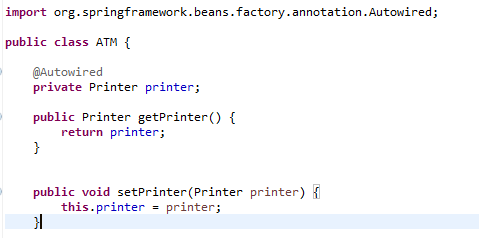 import org.springframework.beans.factory.annotation.Autowired;
public class ATM {
@Autowired
private Printer printer;
public Printer getPrinter() {
return printer;
}
public void setPrinter(Printer printer) {
this.printer = printer;
}